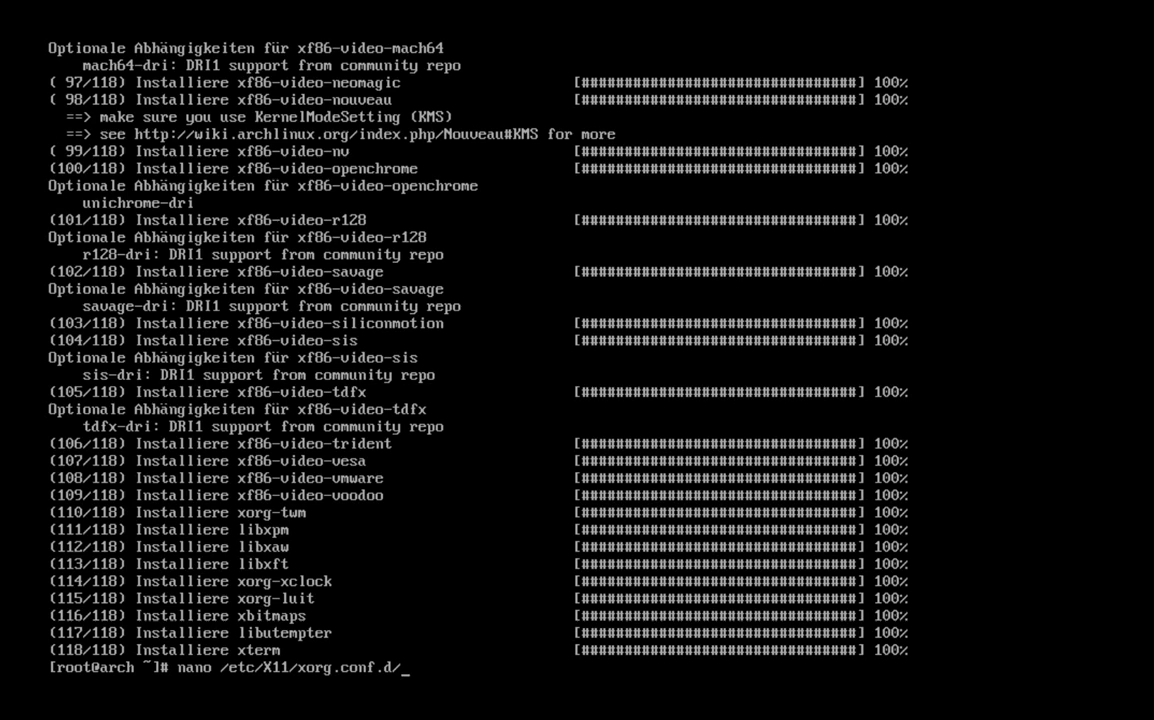 Optionale Abhängigkeiten für xf86-video-mach64
    mach64-dri: DRI1 support from community repo
( 97/118) Installiere xf86-video-neomagic [################################] 100%
( 98/118) Installiere xf86-video-nouveau [################################] 100%
  ==> make sure you use KernelModeSetting (KMS)
  ==> see http://wiki.archlinux.org/index.php/Nouveau#KMS for more
( 99/118) Installiere xf86-video-nv [################################] 100%
(100/118) Installiere xf86-video-openchrome [################################] 100%
Optionale Abhängigkeiten für xf86-video-openchrome
    unichrome-dri
(101/118) Installiere xf86-video-r128 [################################] 100%
Optionale Abhängigkeiten für xf86-video-r128
    r128-dri: DRI1 support from community repo
(102/118) Installiere xf86-video-savage [################################] 100%
Optionale Abhängigkeiten für xf86-video-savage
    savage-dri: DRI1 support from community repo
(103/118) Installiere xf86-video-siliconmotion [################################] 100%
(104/118) Installiere xf86-video-sis [################################] 100%
Optionale Abhängigkeiten für xf86-video-sis
    sis-dri: DRI1 support from community repo
(105/118) Installiere xf86-video-tdfx [################################] 100%
Optionale Abhängigkeiten für xf86-video-tdfx
    tdfx-dri: DRI1 support from community repo
(106/118) Installiere xf86-video-trident [################################] 100%
(107/118) Installiere xf86-video-vesa [################################] 100%
(108/118) Installiere xf86-video-vmware [################################] 100%
(109/118) Installiere xf86-video-voodoo [################################] 100%
(110/118) Installiere xorg-twm [################################] 100%
(111/118) Installiere libxpm [################################] 100%
(112/118) Installiere libxaw [################################] 100%
(113/118) Installiere libxft [################################] 100%
(114/118) Installiere xorg-xclock [################################] 100%
(115/118) Installiere xorg-luit [################################] 100%
(116/118) Installiere xbitmaps [################################] 100%
(117/118) Installiere libutempter [################################] 100%
(118/118) Installiere xterm [################################] 100%
[root@arch ~]# nano /etc/X11/xorg.conf.d/_